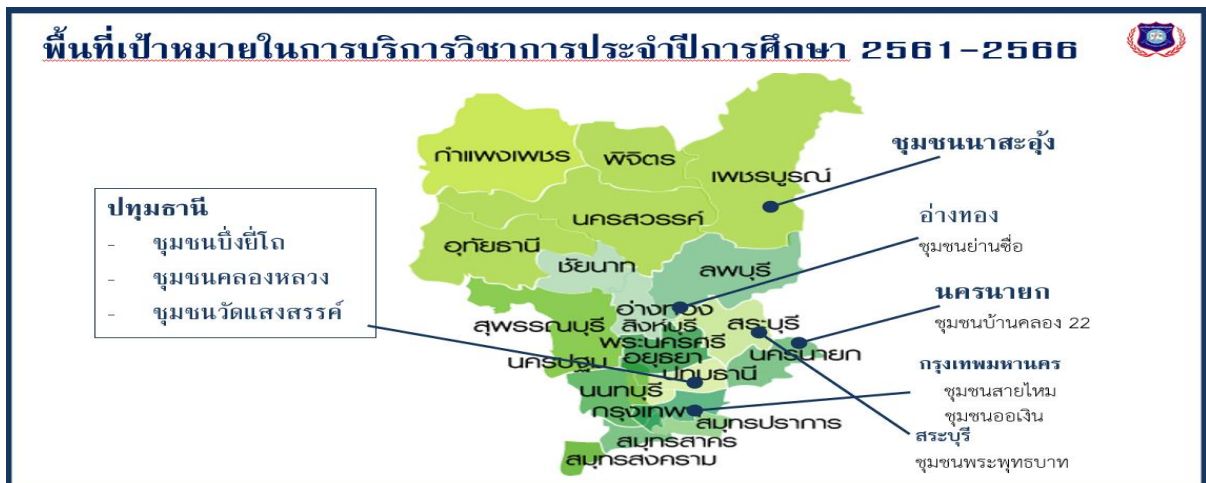 พื้นที่เป้าหมายในการบริการวิชาการประจำปีการศึกษา 2561-2566
กำแพงเพชร
พิจิตร
เพชรบูรณ์
ชุมชนนาสะอุ้ง
ปทุมธานี
- ชุมชนบึงยี่โถ
- ชุมชนคลองหลวง
- ชุมชนวัดแสงสรรค์
นครสวรรค์
อุทัยธานี
ชัยนาท
ลพบุรี
อ่างทอง
ชุมชนย่านซื่อ
อ่างทอง
สุพรรณบุรี
สิงห์บุรี
สระบุรี
นครนายก
ชุมชนบ้านคลอง 22
พระนครศรี
อยุธยา
นครปฐม
นครนายก
ปทุมธานี
นนทบุรี
กรุงเทพมหานคร
ชุมชนสายไหม
ชุมชนออเงิน
กรุงเทพ
สมุทรปราการ
สมุทรสาคร
สมุทรสงคราม
สระบุรี
ชุมชนพระพุทธบาท